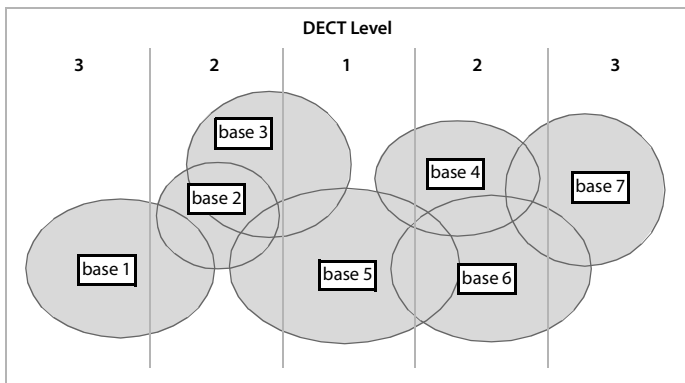 DECT Level
3 2 1 2 3
base 3
base 4
base 7
base 2
base 1
base 5
base 6